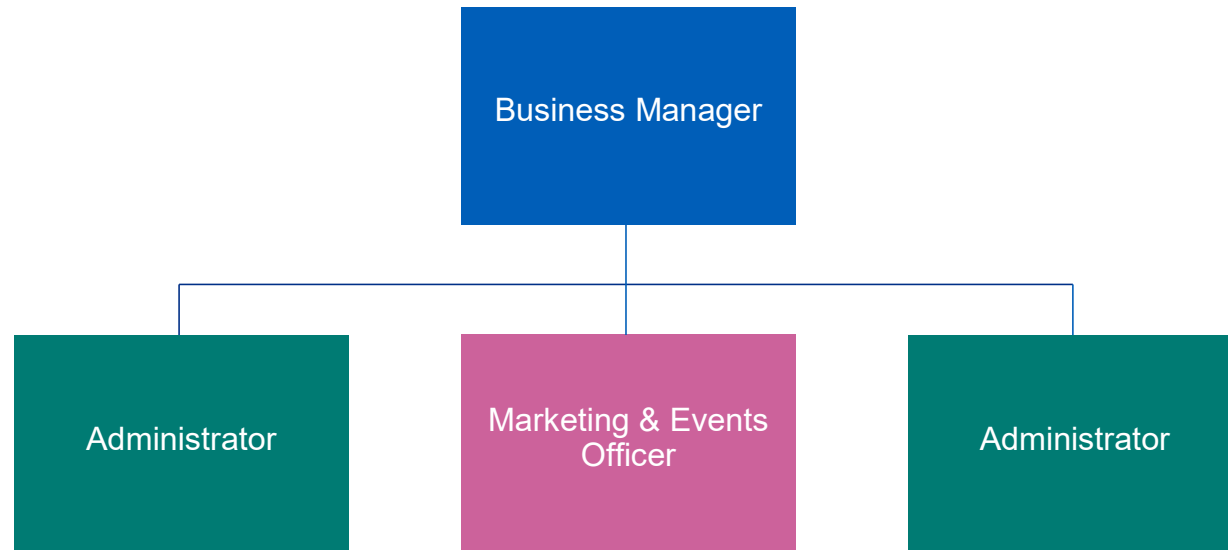 Business Manager
Administrator
Marketing & Events
Officer
Administrator